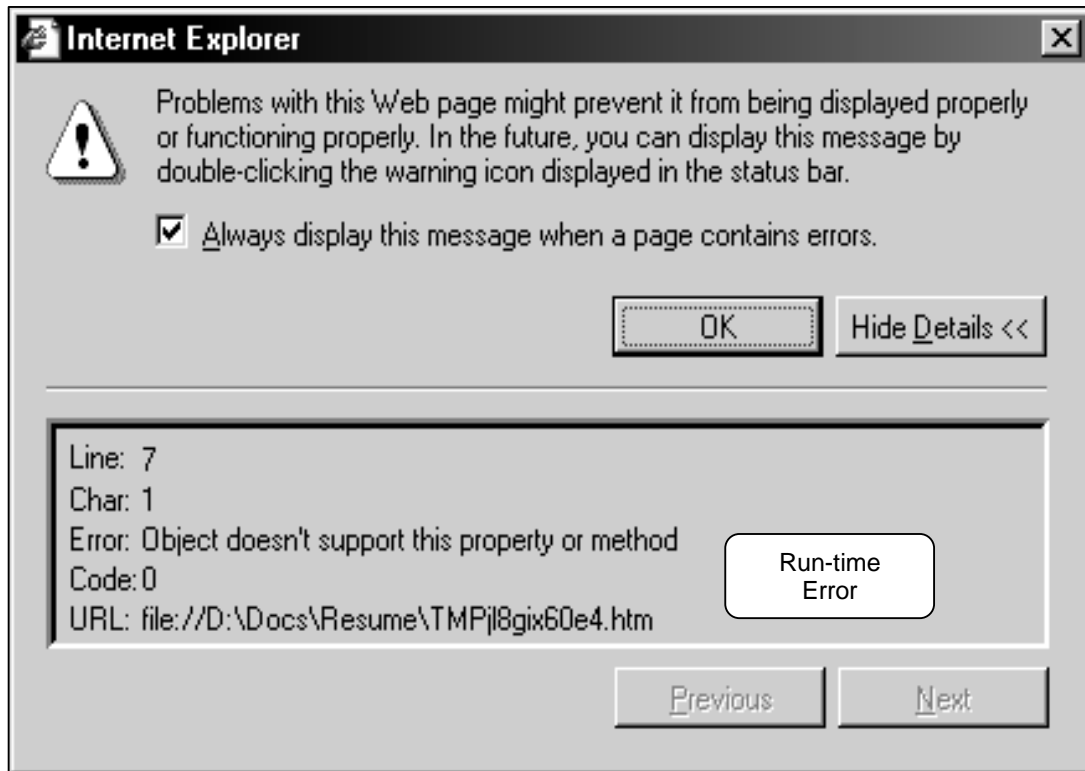 Internet Explorer
Problems with this Web page might prevent it from being displayed properly
or functioning properly. In the future, you can display this message by
double-clicking the warning icon displayed in the status bar.
Always display this message when a page contains errors.
OK
Hide Details <<
Line: 7
Char: 1
Error: Object doesn't support this property or method
Code: 0
URL: file://D:\Docs\Resume\TMPjl8gix60e4.htm
Run-time
Error
Previous
Next